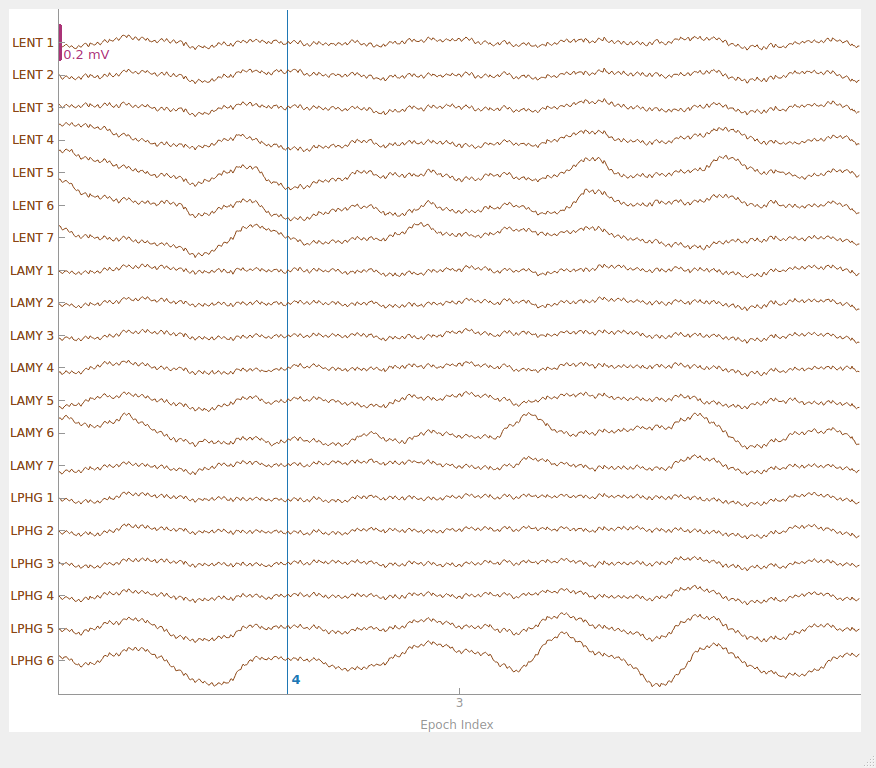 LENT 1
0.2 mV
LENT 2
LENT 3
LENT 4
LENT 5
LENT 6
LENT 7
LAMY 1
LAMY 2
LAMY 3
LAMY 4
LAMY 5
LAMY 6
LAMY 7
LPHG 1
LPHG 2
LPHG 3
LPHG 4
LPHG 5
LPHG 6
4
3
Epoch Index